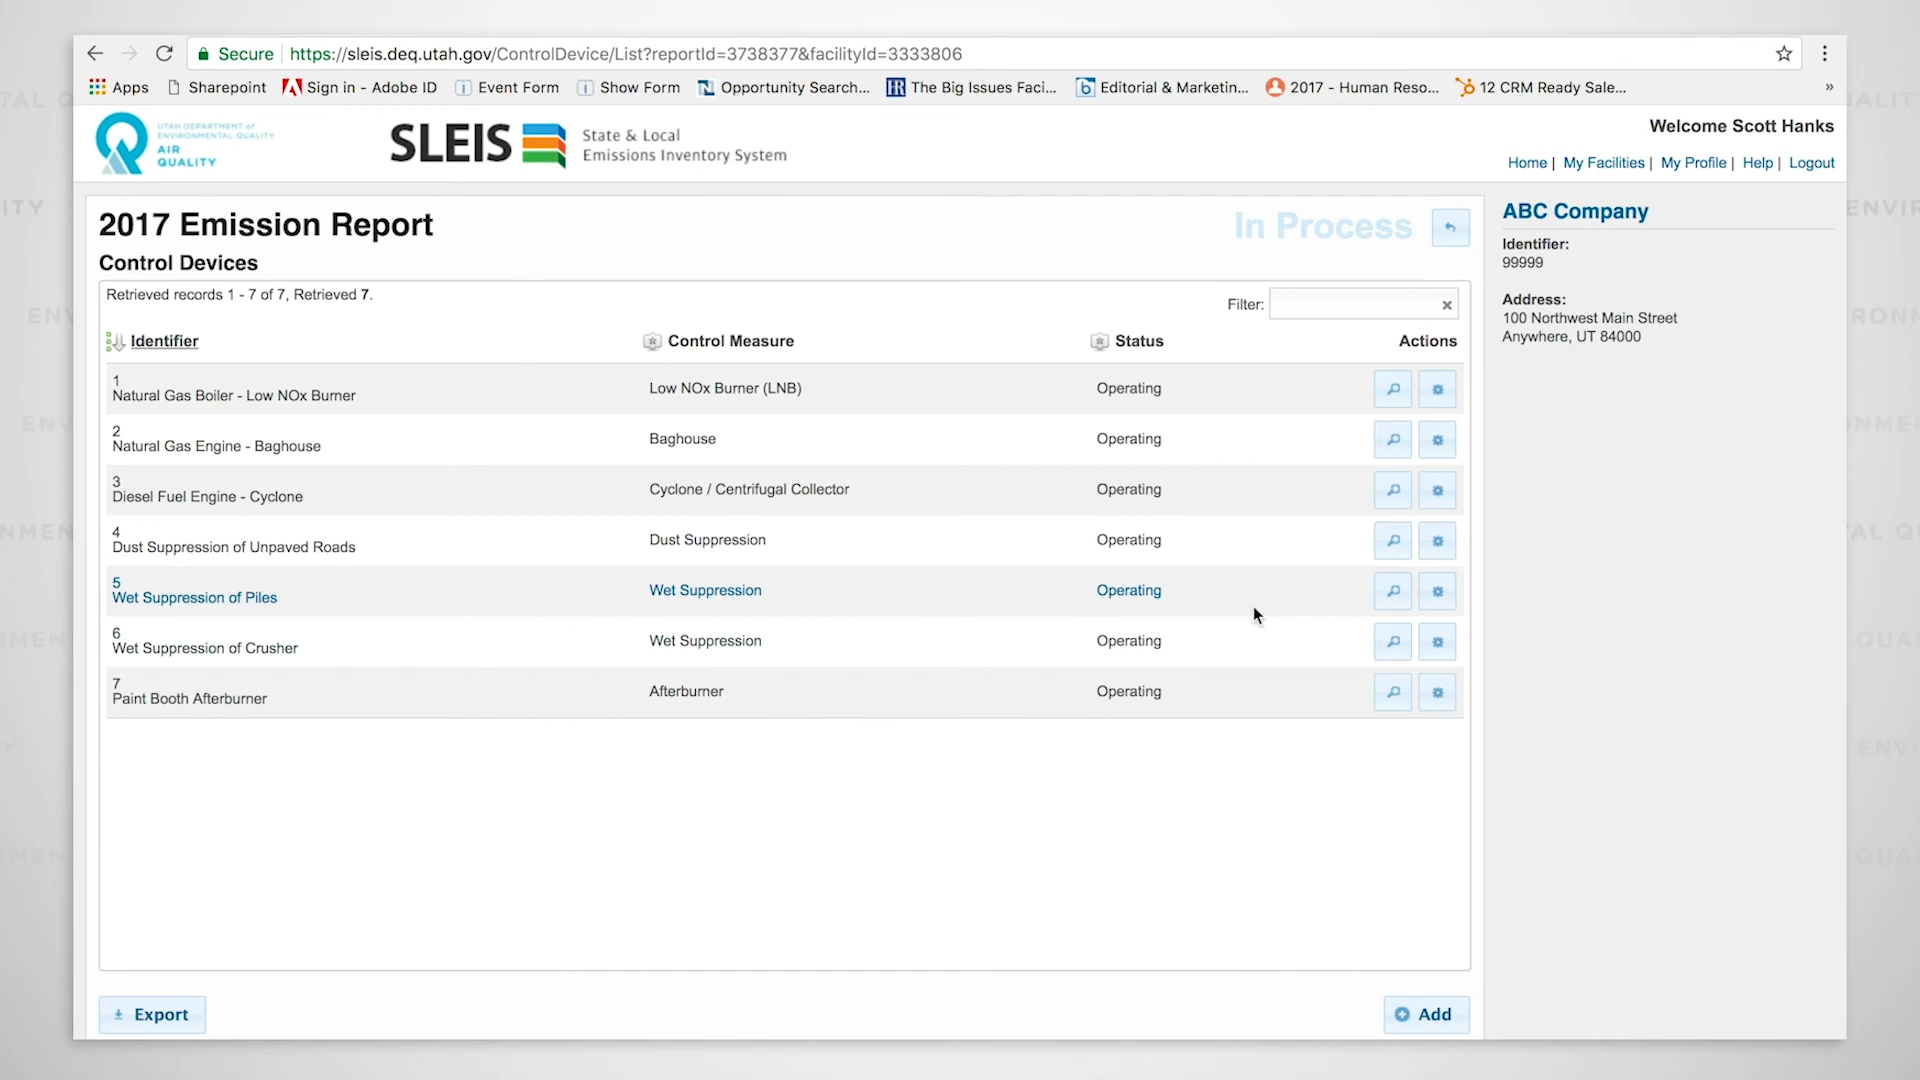 Secure https://sleis.deq.utah.gov/ControlDevice/List?reportId=3738377&facilityId=3333806
Apps Sharepoint Sign in - Adobe ID Event Form Show Form Opportunity Search... The Big Issues Faci... Editorial & Marketin... 2017 - Human Reso... 12 CRM Ready Sale... »
UTAH DEPARTMENT of
ENVIRONMENTAL QUALITY
AIR
QUALITY
SLEIS
State & Local
Emissions Inventory System
Welcome Scott Hanks
Home | My Facilities | My Profile | Help | Logout
2017 Emission Report
In Process
Control Devices
Retrieved records 1 - 7 of 7, Retrieved 7.
Filter:
Identifier Control Measure Status Actions
1
Natural Gas Boiler - Low NOx Burner Low NOx Burner (LNB) Operating
2
Natural Gas Engine - Baghouse Baghouse Operating
3
Diesel Fuel Engine - Cyclone Cyclone / Centrifugal Collector Operating
4
Dust Suppression of Unpaved Roads Dust Suppression Operating
5
Wet Suppression of Piles Wet Suppression Operating
6
Wet Suppression of Crusher Wet Suppression Operating
7
Paint Booth Afterburner Afterburner Operating
Export
Add
ABC Company
Identifier:
99999
Address:
100 Northwest Main Street
Anywhere, UT 84000